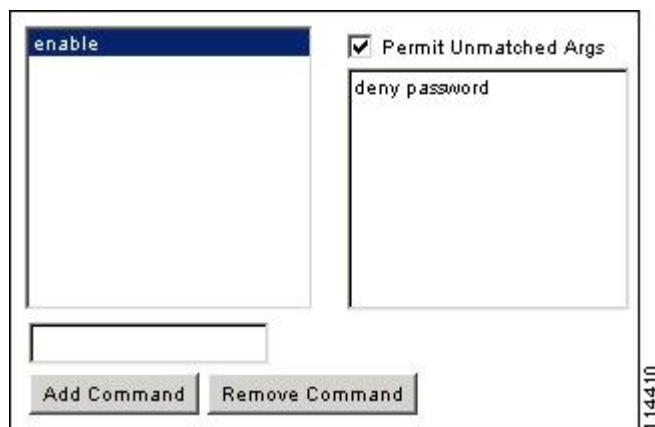 enable
Permit Unmatched Args
deny password
Add Command
Remove Command
114410